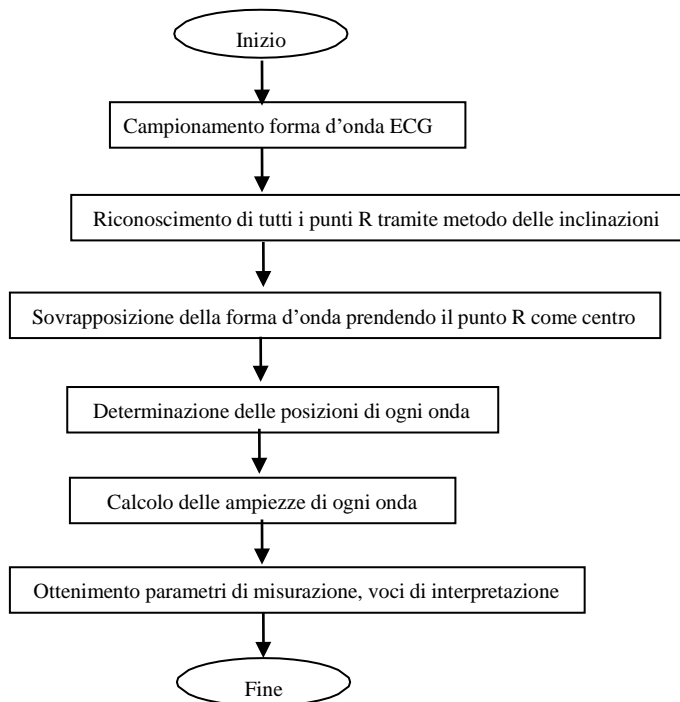 Inizio
Campionamento forma d'onda ECG
Riconoscimento di tutti i punti R tramite metodo delle inclinazioni
Sovrapposizione della forma d'onda prendendo il punto R come centro
Determinazione delle posizioni di ogni onda
Calcolo delle ampiezze di ogni onda
Ottenimento parametri di misurazione, voci di interpretazione
Fine